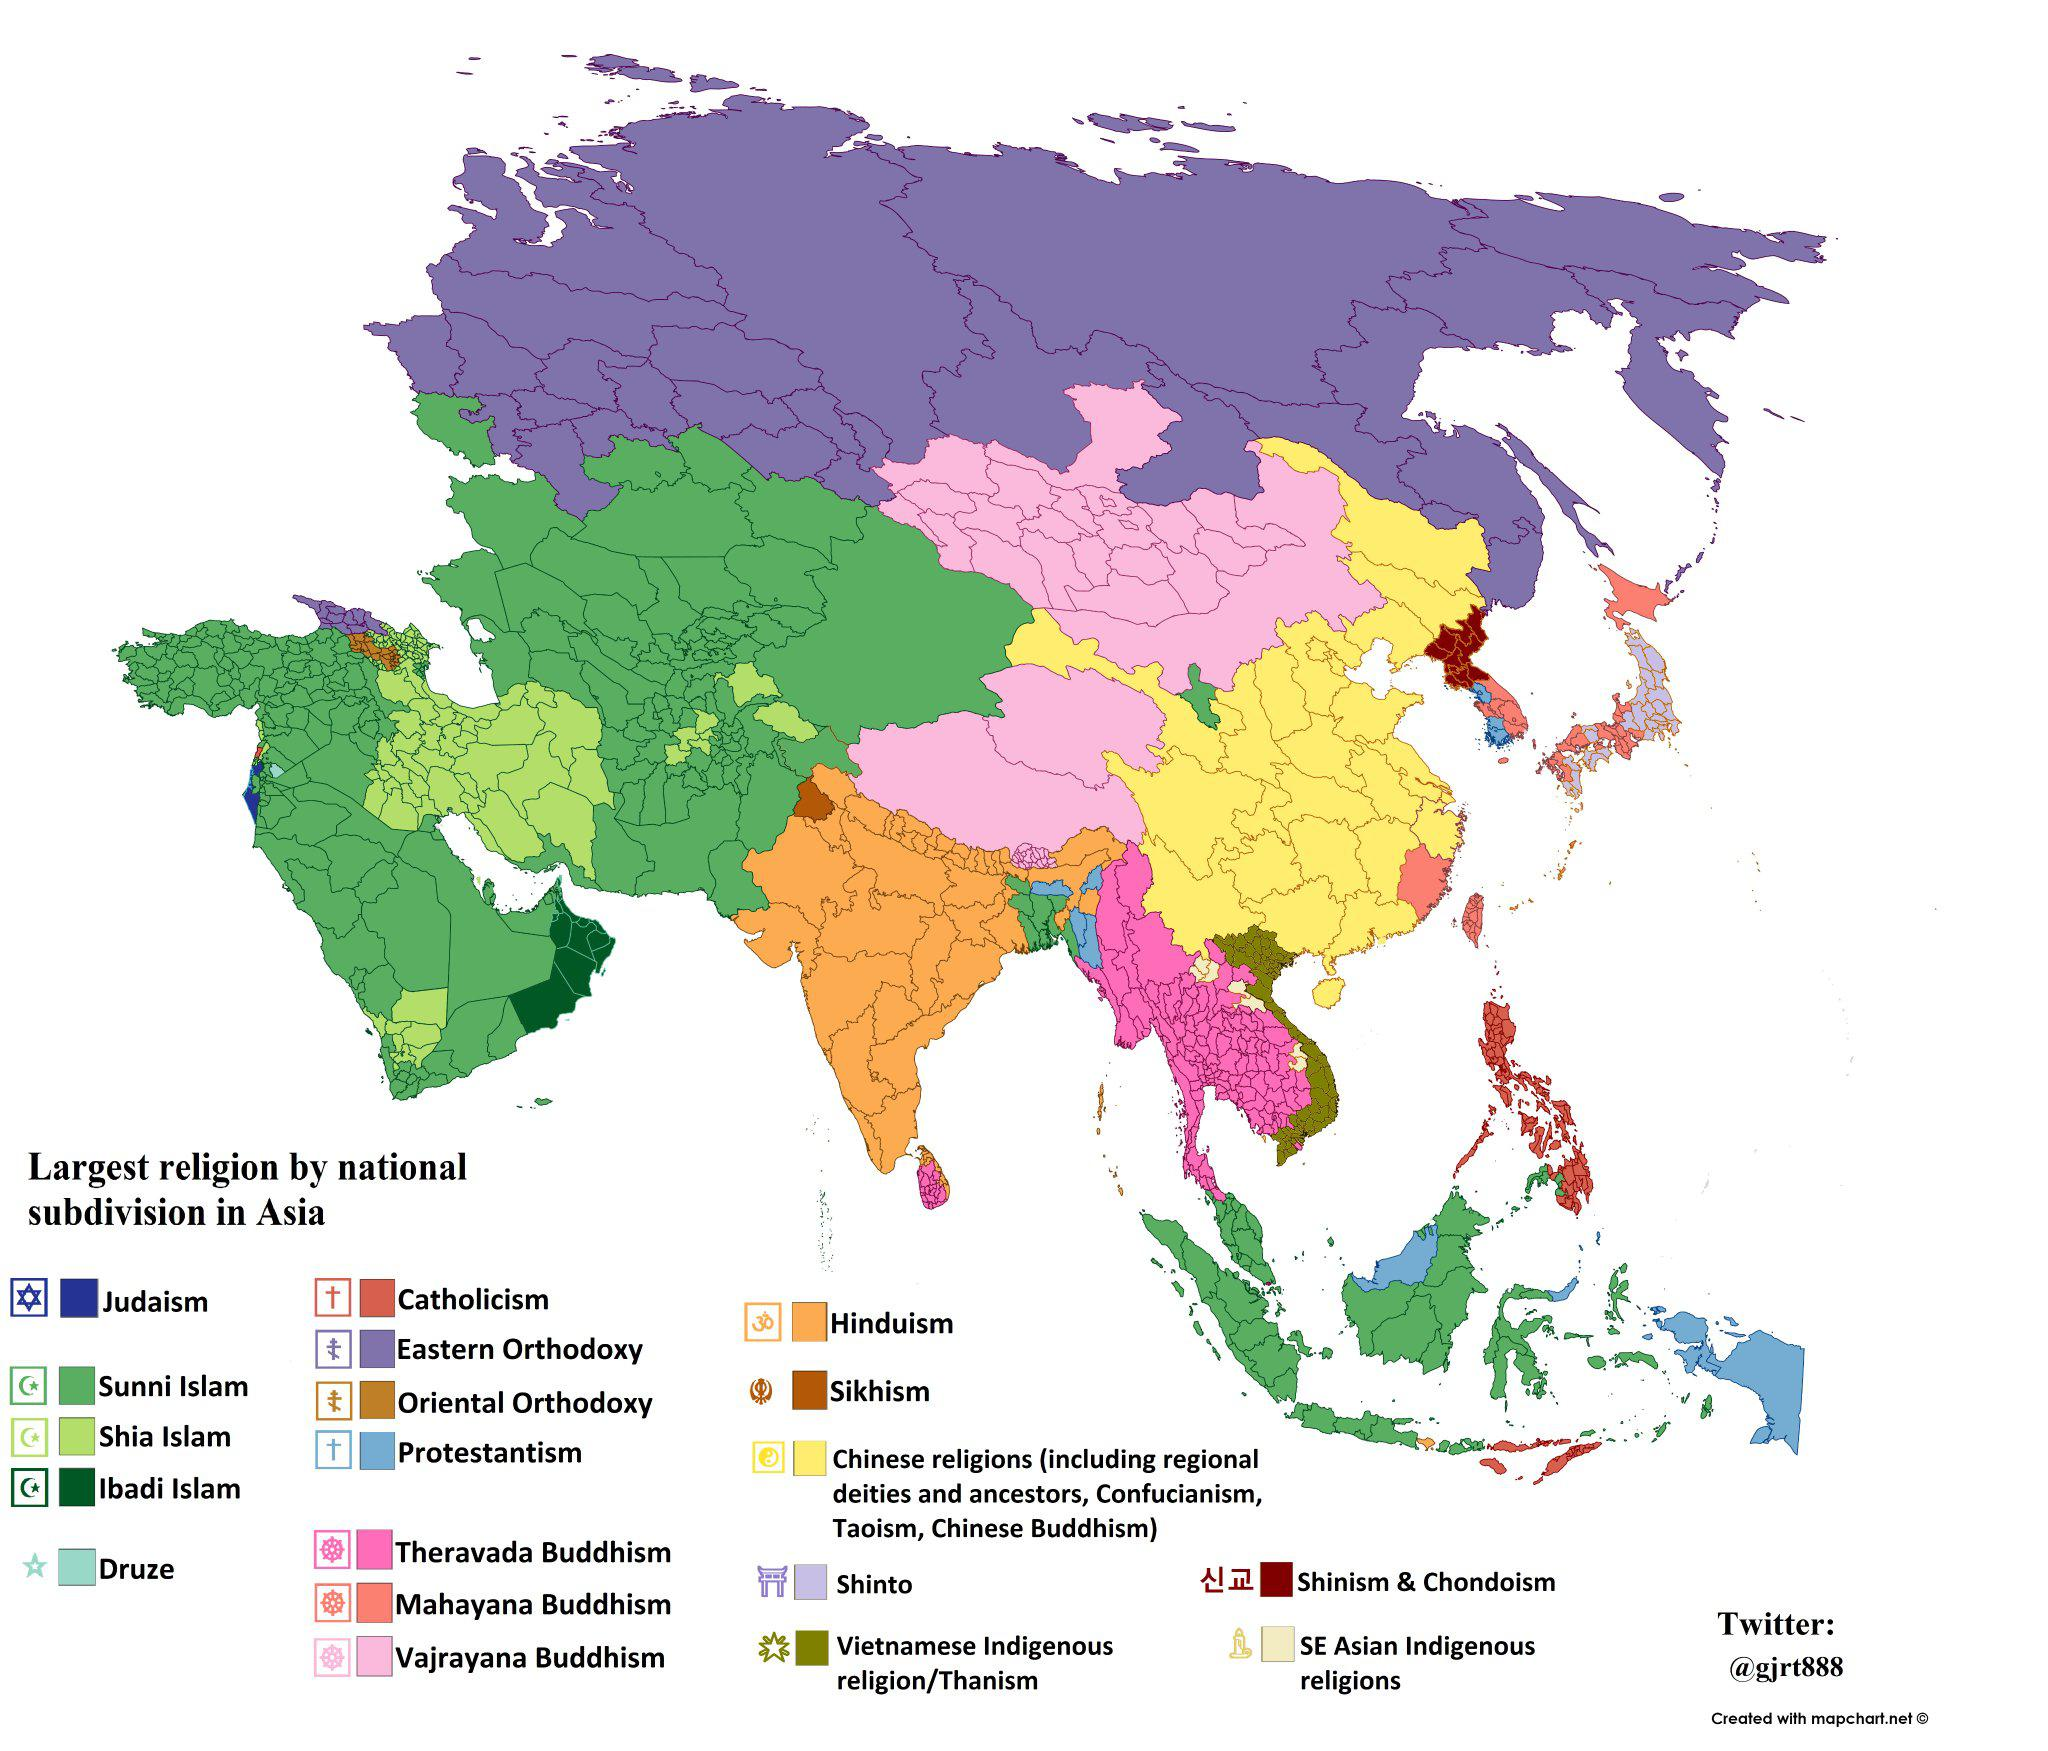 Largest religion by national
subdivision in Asia
Judaism
Sunni Islam
Shia Islam
Ibadi Islam
Druze
Catholicism
Eastern Orthodoxy
Oriental Orthodoxy
Protestantism
Theravada Buddhism
Mahayana Buddhism
Vajrayana Buddhism
ॐ Hinduism
Sikhism
Chinese religions (including regional
deities and ancestors, Confucianism,
Taoism, Chinese Buddhism)
Shinto
Vietnamese Indigenous
religion/Thanism
신교 Shinism & Chondoism
SE Asian Indigenous
religions
Twitter:
@gjrt888
Created with mapchart.net ©